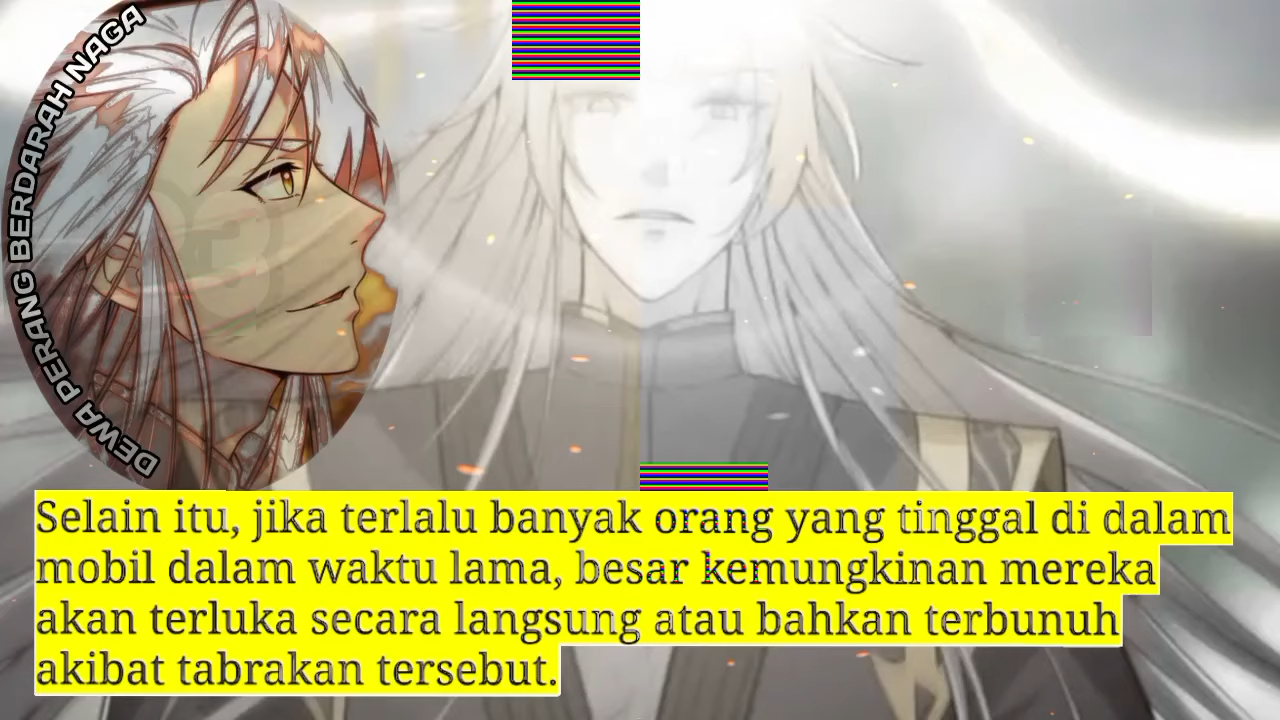 DEWA PERANG BERDARAH NAGA
Selain itu, jika terlalu banyak orang yang tinggal di dalam
mobil dalam waktu lama, besar kemungkinan mereka
akan terluka secara langsung atau bahkan terbunuh
akibat tabrakan tersebut.